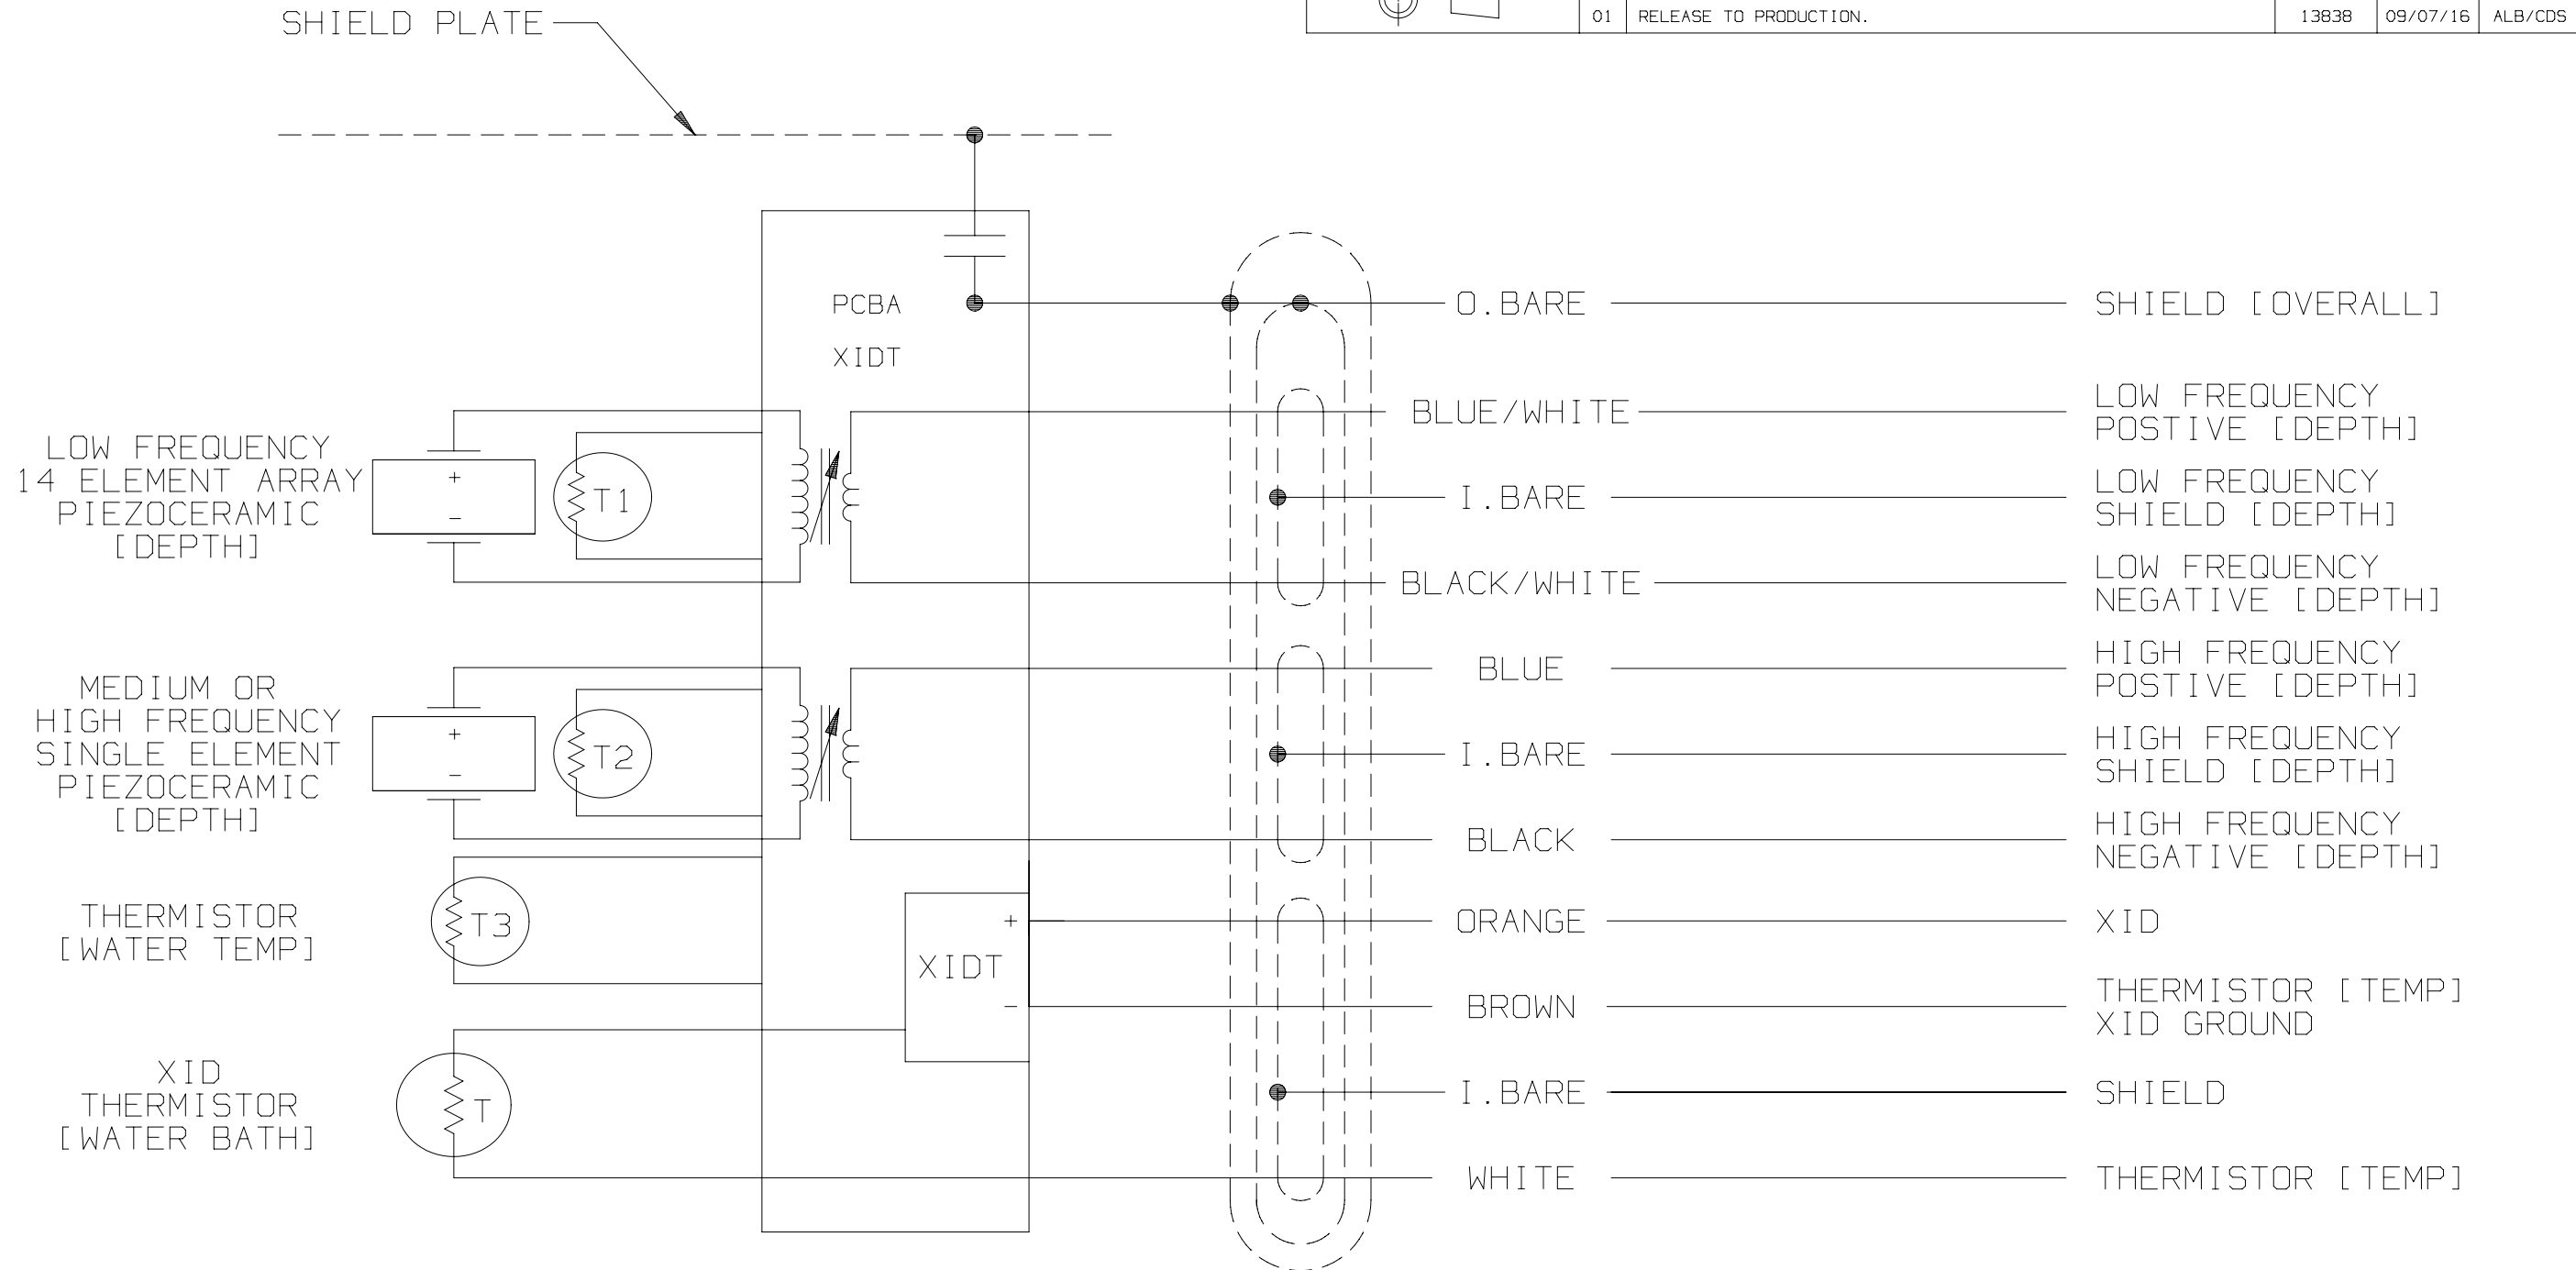 SHIELD PLATE
01 RELEASE TO PRODUCTION. 13838 09/07/16 ALB/CDS
PCBA
XIDT
O.BARE SHIELD [OVERALL]
LOW FREQUENCY
14 ELEMENT ARRAY
PIEZOCERAMIC
[DEPTH]
+
-
T1
BLUE/WHITE
LOW FREQUENCY
POSTIVE [DEPTH]
I.BARE
LOW FREQUENCY
SHIELD [DEPTH]
BLACK/WHITE
LOW FREQUENCY
NEGATIVE [DEPTH]
MEDIUM OR
HIGH FREQUENCY
SINGLE ELEMENT
PIEZOCERAMIC
[DEPTH]
+
-
T2
BLUE
HIGH FREQUENCY
POSTIVE [DEPTH]
I.BARE
HIGH FREQUENCY
SHIELD [DEPTH]
BLACK
HIGH FREQUENCY
NEGATIVE [DEPTH]
THERMISTOR
[WATER TEMP]
T3
+
XIDT
-
ORANGE XID
BROWN
THERMISTOR [TEMP]
XID GROUND
XID
THERMISTOR
[WATER BATH]
T
I.BARE SHIELD
WHITE THERMISTOR [TEMP]